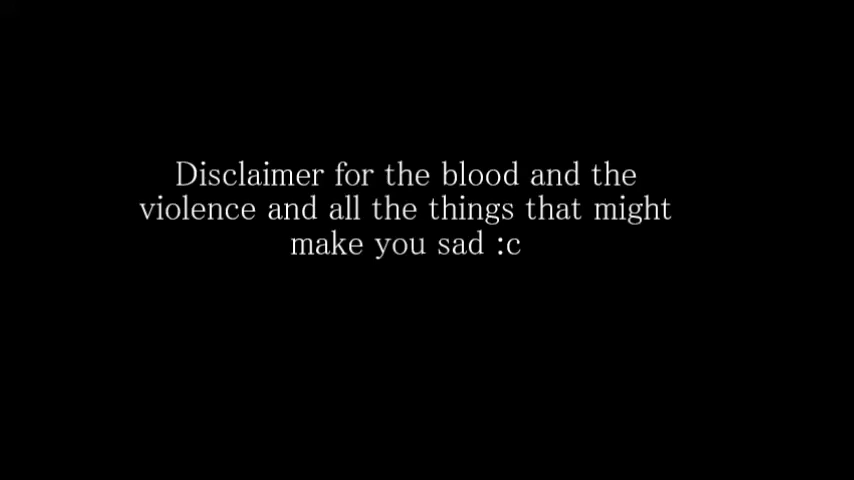 Disclaimer for the blood and the
violence and all the things that might
make you sad :c